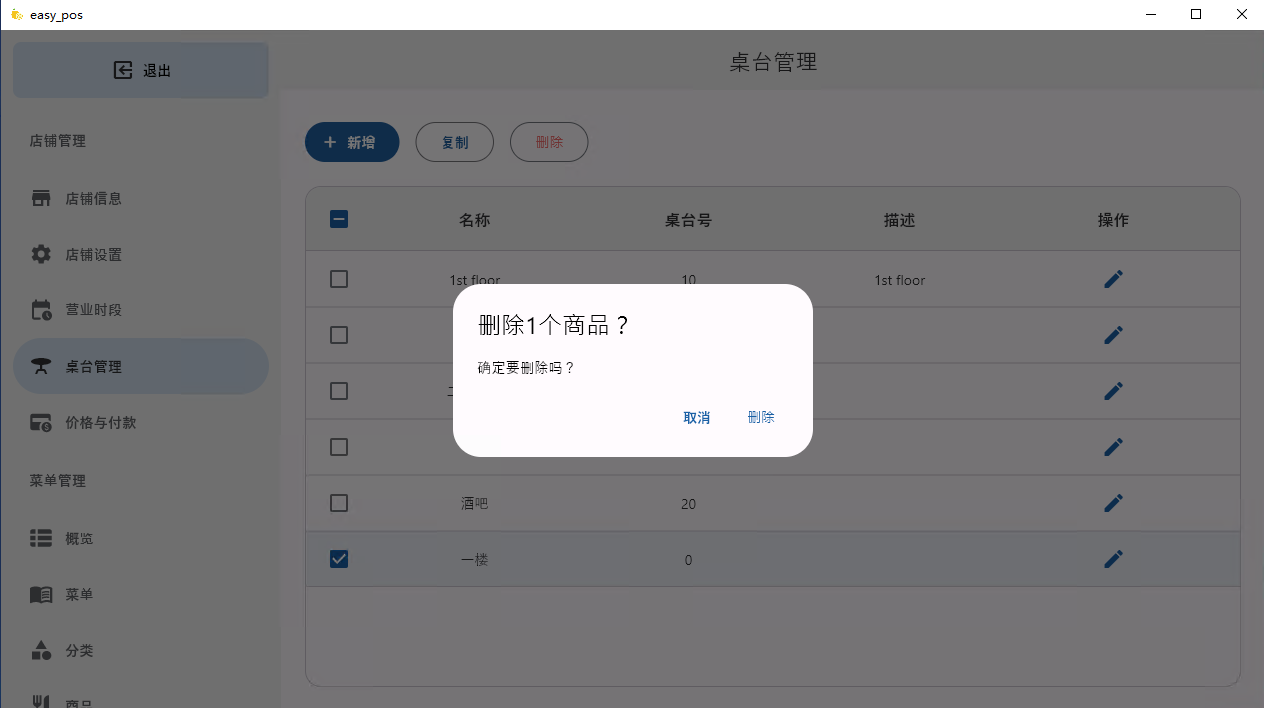 easy_pos
退出
桌台管理
店铺管理
店铺信息
店铺设置
营业时段
桌台管理
价格与付款
菜单管理
概览
菜单
分类
商品
新增 复制 删除
名称 桌台号 描述 操作
1st floor 10 1st floor
删除1个商品？
确定要删除吗？
取消 删除
酒吧 20
一楼 0